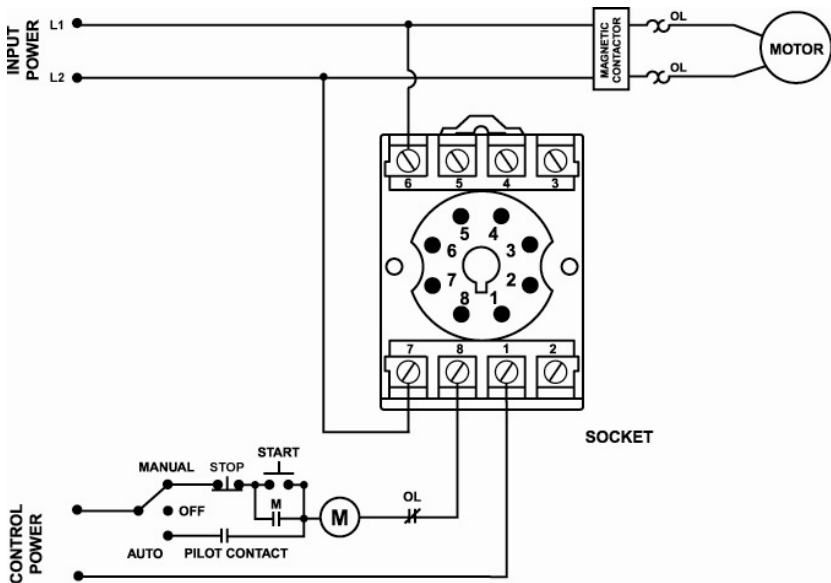 INPUT
POWER
L1
L2
MAGNETIC
CONTACTOR
OL
OL
MOTOR
6 5 4 3
5 4
6 3
7 2
8 1
7 8 1 2
SOCKET
START
MANUAL STOP
M
OFF
M
OL
AUTO PILOT CONTACT
CONTROL
POWER